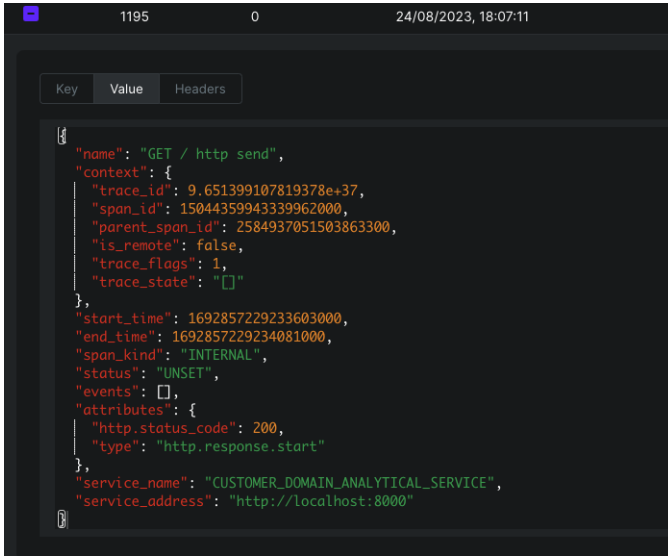 1195 0 24/08/2023, 18:07:11
Key Value Headers
{
"name": "GET / http send",
"context": {
"trace_id": 9.651399107819378e+37,
"span_id": 15044359943339962000,
"parent_span_id": 2584937051503863300,
"is_remote": false,
"trace_flags": 1,
"trace_state": "[]"
},
"start_time": 1692857229233603000,
"end_time": 1692857229234081000,
"span_kind": "INTERNAL",
"status": "UNSET",
"events": [],
"attributes": {
"http.status_code": 200,
"type": "http.response.start"
},
"service_name": "CUSTOMER_DOMAIN_ANALYTICAL_SERVICE",
"service_address": "http://localhost:8000"
}